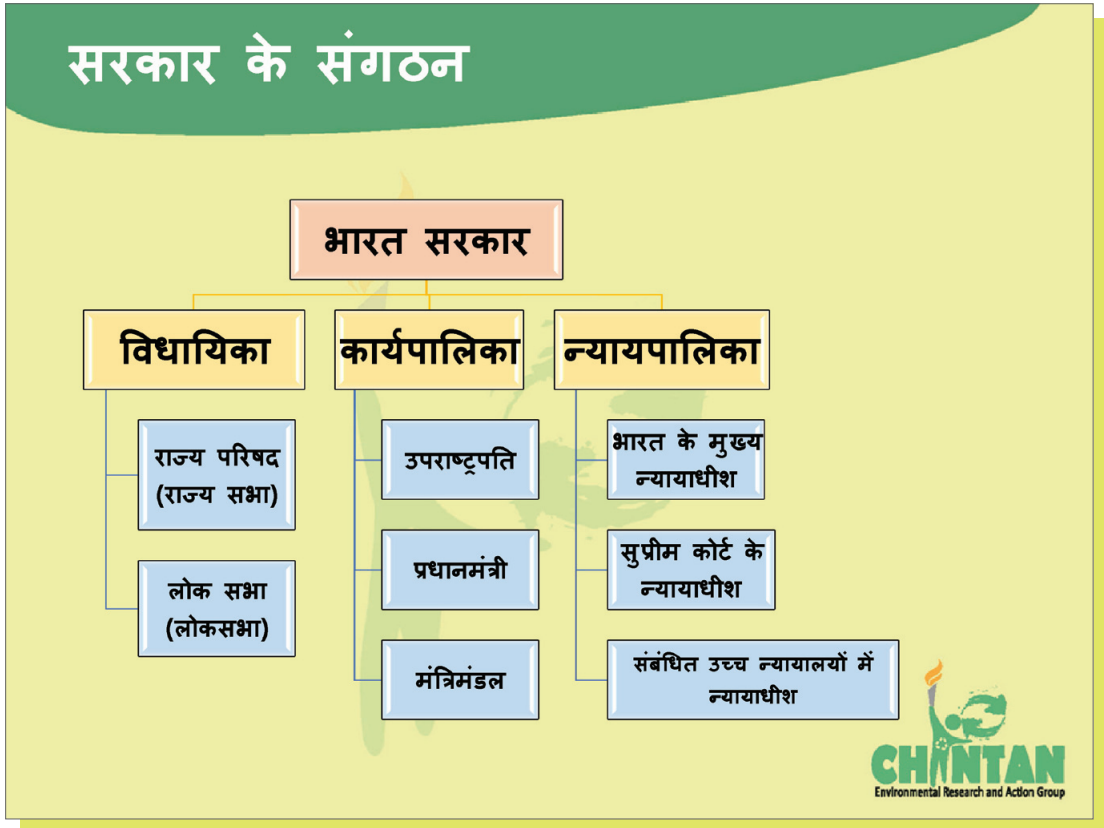 सरकार के संगठन
भारत सरकार
विधायिका
राज्य परिषद
(राज्य सभा)
लोक सभा
(लोकसभा)
कार्यपालिका
उपराष्ट्रपति
प्रधानमंत्री
मंत्रिमंडल
न्यायपालिका
भारत के मुख्य
न्यायाधीश
सुप्रीम कोर्ट के
न्यायाधीश
संबंधित उच्च न्यायालयों में
न्यायाधीश
CHINTAN
Environmental Research and Action Group